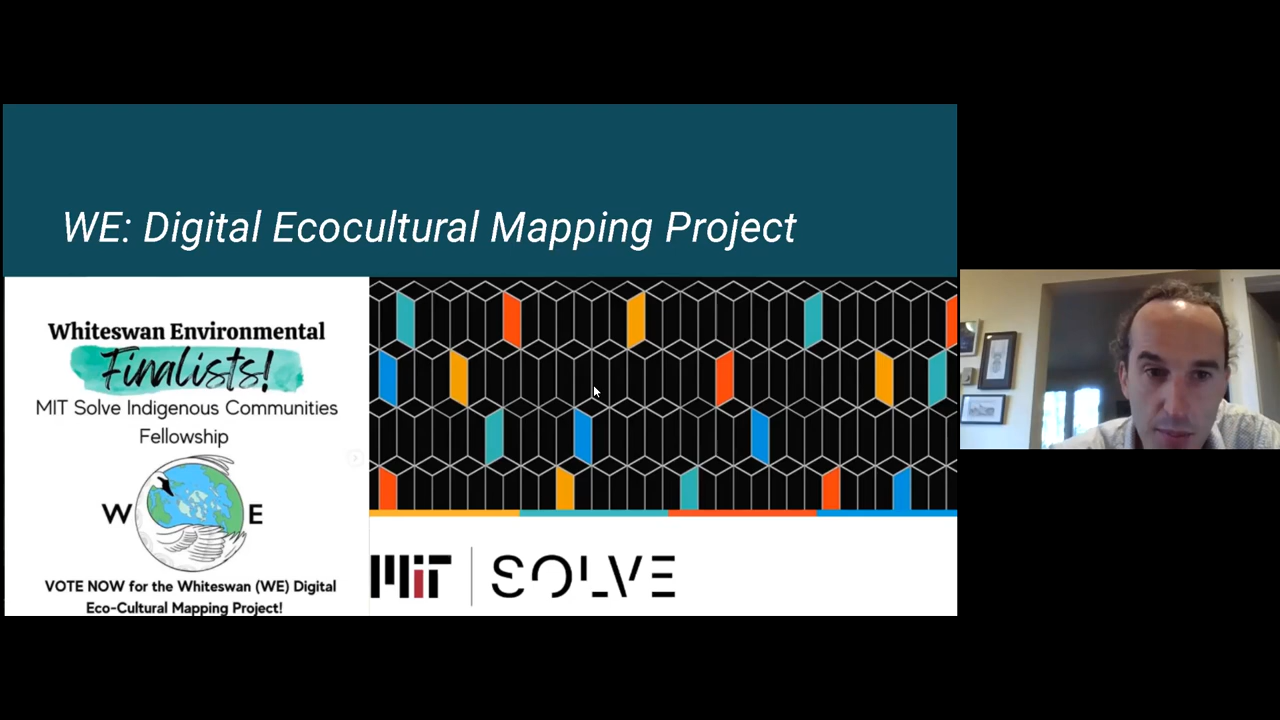 WE: Digital Ecocultural Mapping Project
Whiteswan Environmental
Finalists!
MIT Solve Indigenous Communities
Fellowship
W E
VOTE NOW for the Whiteswan (WE) Digital
Eco-Cultural Mapping Project!
MIT SOLVE